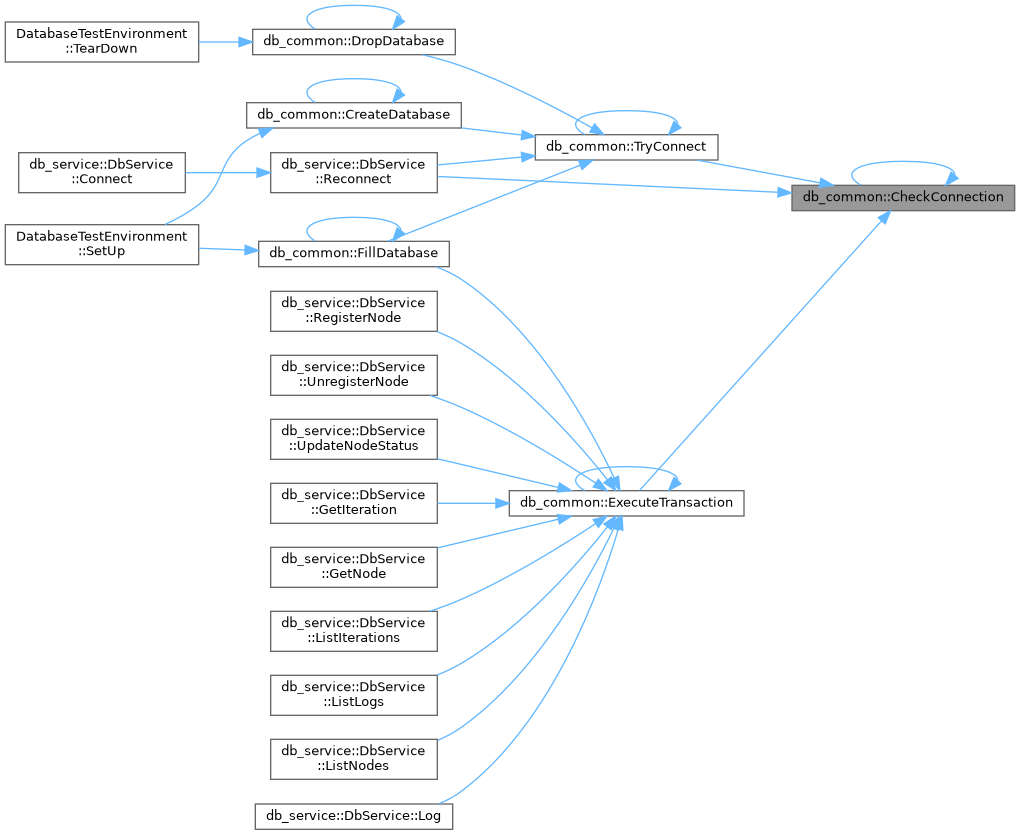 DatabaseTestEnvironment
::TearDown
db_common::DropDatabase
db_common::CreateDatabase
db_common::TryConnect
db_service::DbService
::Connect
db_service::DbService
::Reconnect
db_common::CheckConnection
DatabaseTestEnvironment
::SetUp
db_common::FillDatabase
db_service::DbService
::RegisterNode
db_service::DbService
::UnregisterNode
db_service::DbService
::UpdateNodeStatus
db_service::DbService
::GetIteration
db_common::ExecuteTransaction
db_service::DbService
::GetNode
db_service::DbService
::ListIterations
db_service::DbService
::ListLogs
db_service::DbService
::ListNodes
db_service::DbService::Log